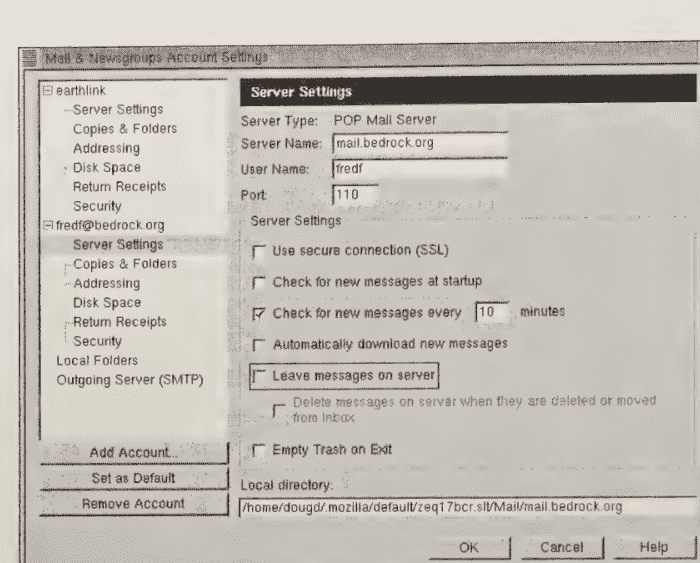 Mail & Newsgroups Account Settings
earthlink
Server Settings
Copies & Folders
Addressing
Disk Space
Return Receipts
Security
fredf@bedrock.org
Server Settings
Copies & Folders
Addressing
Disk Space
Return Receipts
Security
Local Folders
Outgoing Server (SMTP)
Add Account...
Set as Default
Remove Account
Server Settings
Server Type: POP Mail Server
Server Name: mail.bedrock.org
User Name: fredf
Port: 110
Server Settings
Use secure connection (SSL)
Check for new messages at startup
Check for new messages every 10 minutes
Automatically download new messages
Leave messages on server
Delete messages on server when they are deleted or moved
from Inbox
Empty Trash on Exit
Local directory:
/home/dougd/.mozilla/default/zeq17bcr.slt/Mail/mail.bedrock.org
OK Cancel Help